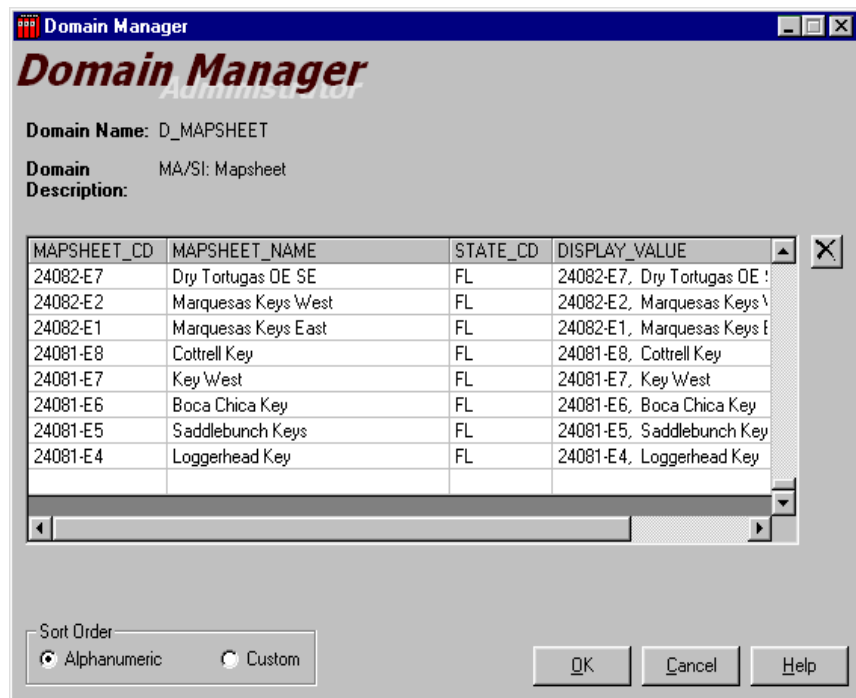 Domain Manager
Domain Manager
Administrator
Domain Name: D_MAPSHEET
Domain Description: MA/SI: Mapsheet
MAPSHEET_CD MAPSHEET_NAME STATE_CD DISPLAY_VALUE
24082-E7 Dry Tortugas OE SE FL 24082-E7, Dry Tortugas OE
24082-E2 Marquesas Keys West FL 24082-E2, Marquesas Keys
24082-E1 Marquesas Keys East FL 24082-E1, Marquesas Keys
24081-E8 Cottrell Key FL 24081-E8, Cottrell Key
24081-E7 Key West FL 24081-E7, Key West
24081-E6 Boca Chica Key FL 24081-E6, Boca Chica Key
24081-E5 Saddlebunch Keys FL 24081-E5, Saddlebunch Key
24081-E4 Loggerhead Key FL 24081-E4, Loggerhead Key
Sort Order
Alphanumeric Custom
OK Cancel Help